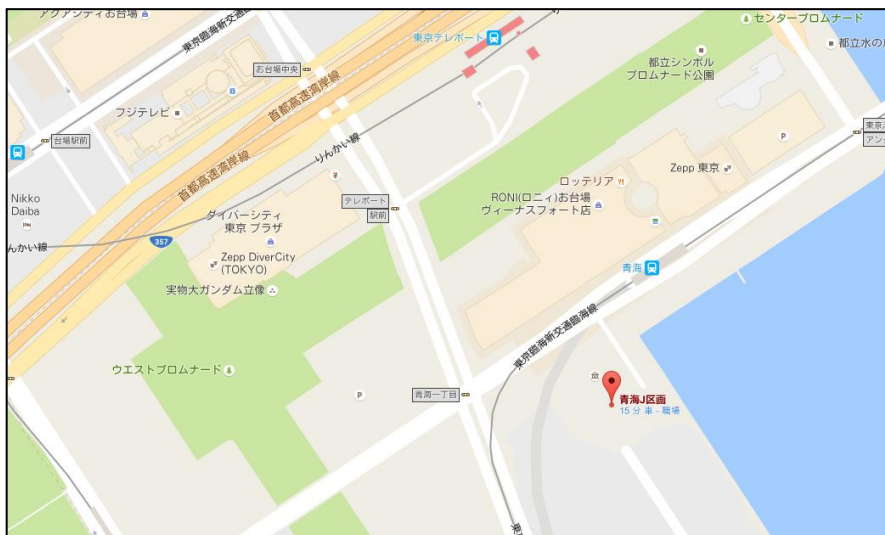 アクアシティお台場
東京臨海新交通臨海線
東京テレポート
センタープロムナード
お台場中央
都立シンボル
プロムナード公園
フジテレビ
首都高速湾岸線
台場駅前
りんかい線
首都高速湾岸線
Zepp 東京
P
Nikko
Daiba
ロッテリア
RONI(ロニィ)お台場
ヴィーナスフォート店
テレポート
駅前
ダイバーシティ
東京 プラザ
357
Zepp DiverCity
(TOKYO)
実物大ガンダム立像
青海
東京臨海新交通臨海線
ウエストプロムナード
P
青海一丁目
青海J区画
15 分 車 - 職場